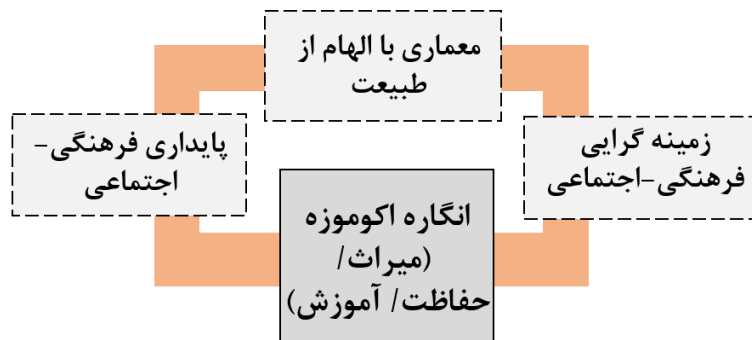 معماری با الهام از
طبیعت
زمینه گرایی
فرهنگی-اجتماعی
پایداری فرهنگی-
اجتماعی
انگاره اکوموزه
(میراث/
حفاظت/ آموزش)